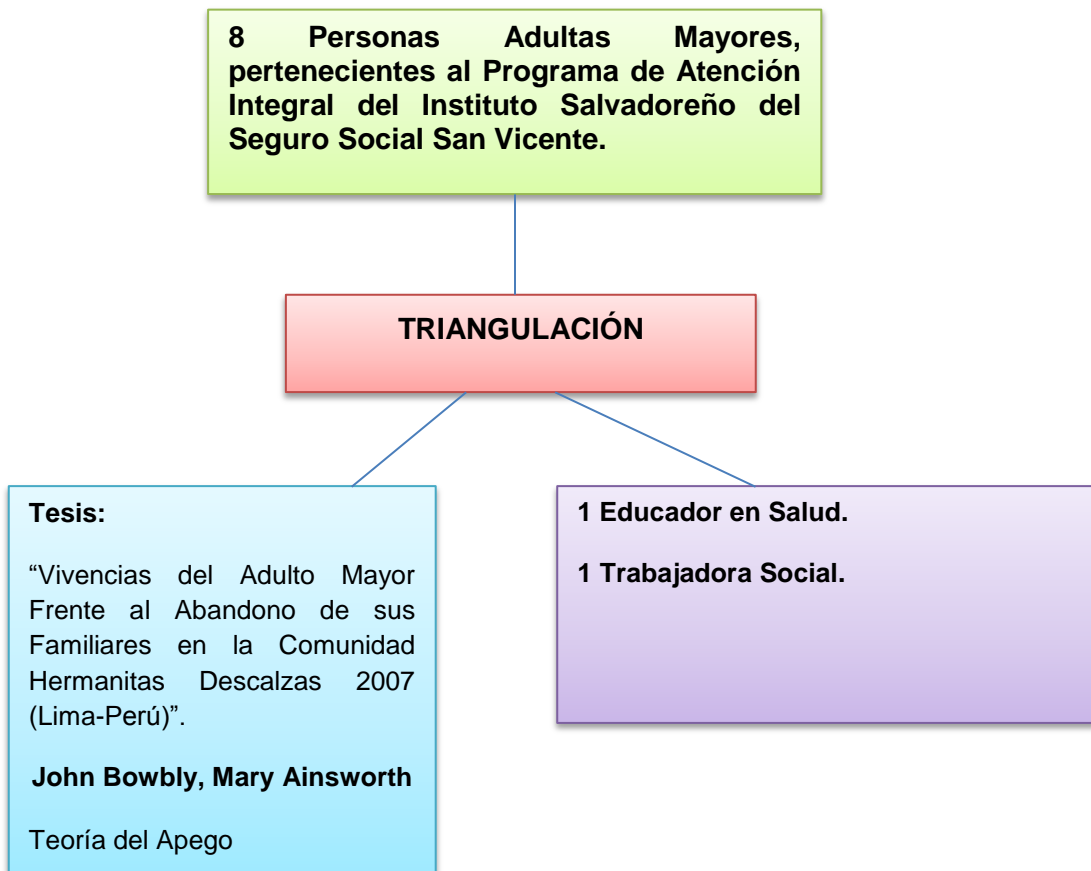 8 Personas Adultas Mayores,
pertenecientes al Programa de Atención
Integral del Instituto Salvadoreño del
Seguro Social San Vicente.
TRIANGULACIÓN
Tesis:
“Vivencias del Adulto Mayor
Frente al Abandono de sus
Familiares en la Comunidad
Hermanitas Descalzas 2007
(Lima-Perú)”.
John Bowbly, Mary Ainsworth
Teoría del Apego
1 Educador en Salud.
1 Trabajadora Social.